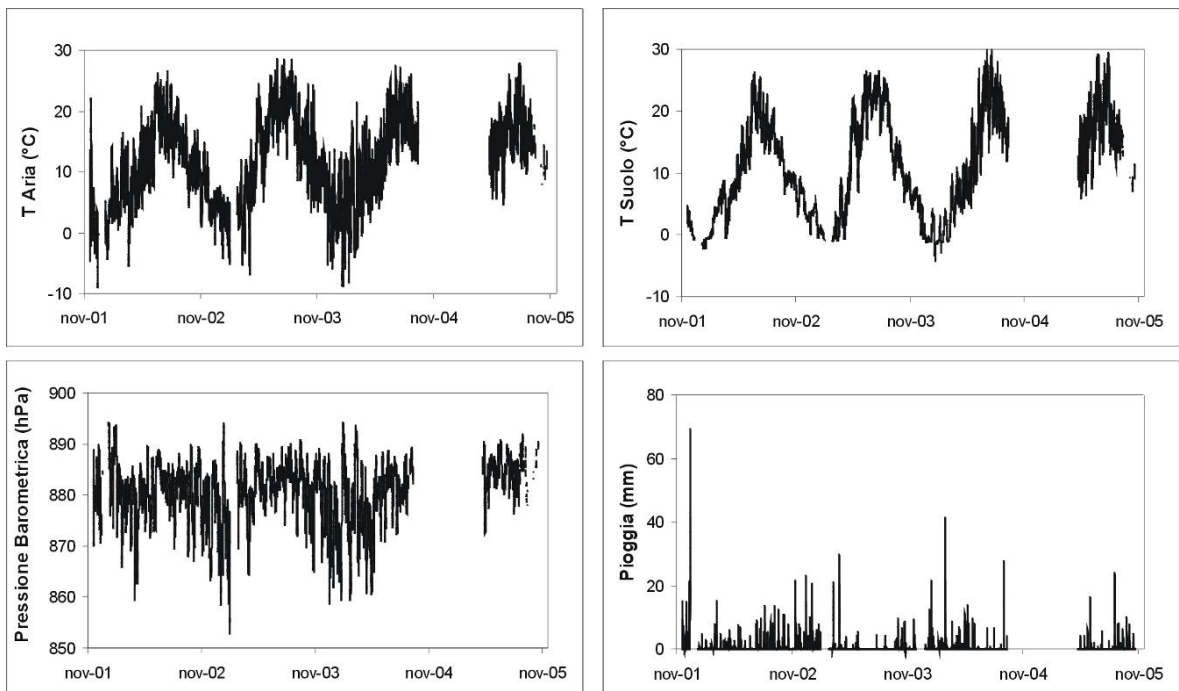 T Aria (°C)
30
20
10
0
-10
nov-01 nov-02 nov-03 nov-04 nov-05
T Suolo (°C)
30
20
10
0
-10
nov-01 nov-02 nov-03 nov-04 nov-05
Pressione Barometrica (hPa)
900
890
880
870
860
850
nov-01 nov-02 nov-03 nov-04 nov-05
Pioggia (mm)
80
60
40
20
0
nov-01 nov-02 nov-03 nov-04 nov-05